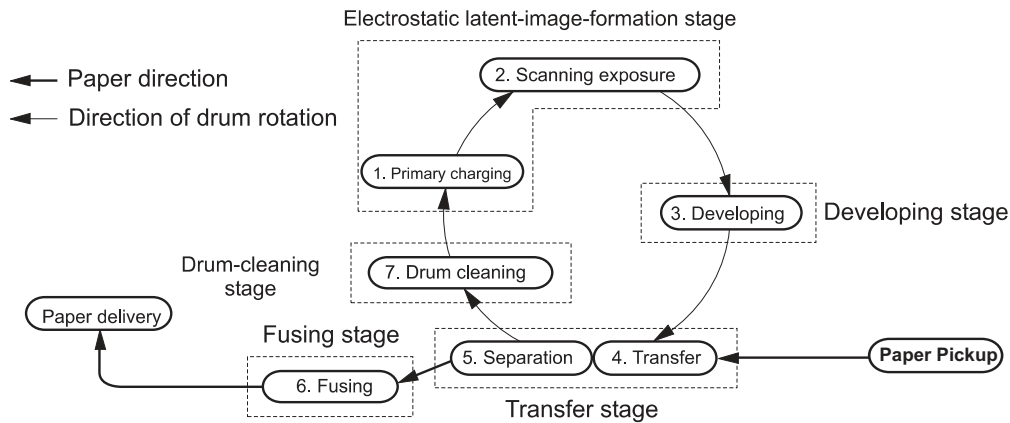 Electrostatic latent-image-formation stage
2. Scanning exposure
Paper direction
Direction of drum rotation
1. Primary charging
3. Developing
Developing stage
7. Drum cleaning
Drum-cleaning
stage
Paper delivery
Fusing stage
5. Separation
4. Transfer
Paper Pickup
6. Fusing
Transfer stage